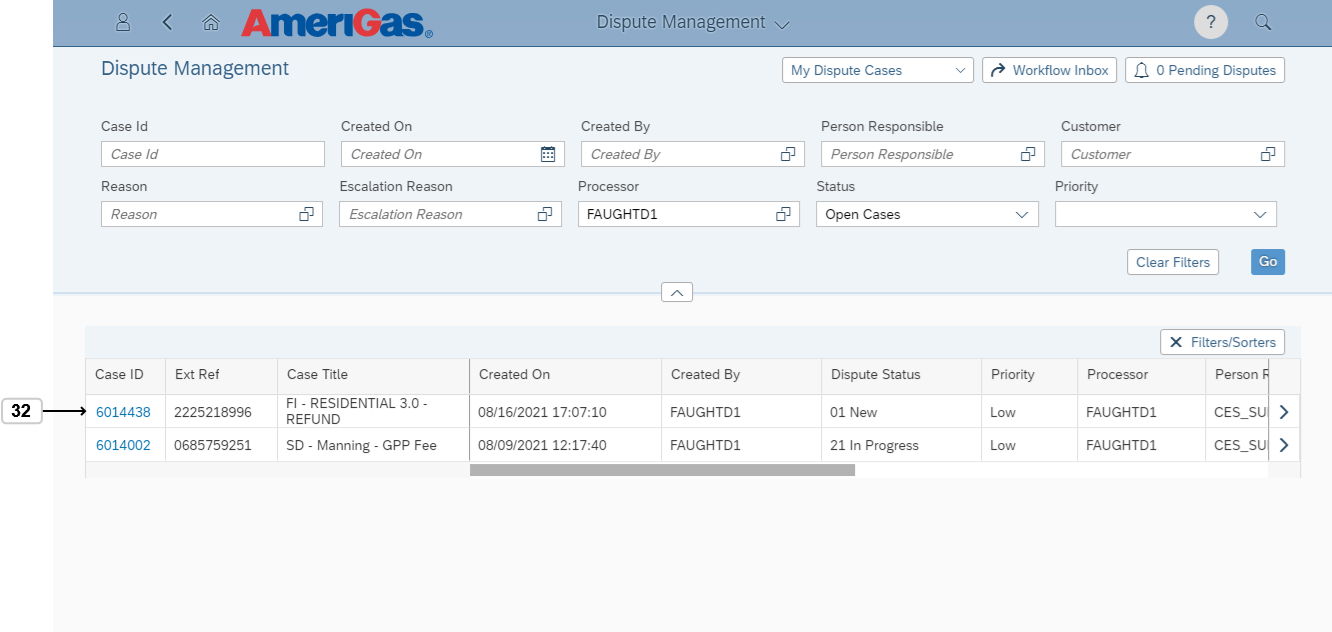 AmeriGas®
Dispute Management
?
Dispute Management
My Dispute Cases
Workflow Inbox
0 Pending Disputes
Case Id
Created On
Created By
Person Responsible
Customer
Case Id
Created On
Created By
Person Responsible
Customer
Reason
Escalation Reason
Processor
Status
Priority
Reason
Escalation Reason
FAUGHTD1
Open Cases
Clear Filters
Go
Filters/Sorters
Case ID Ext Ref Case Title Created On Created By Dispute Status Priority Processor Person R
32
6014438 2225218996 FI - RESIDENTIAL 3.0 -
REFUND
08/16/2021 17:07:10 FAUGHTD1 01 New Low FAUGHTD1 CES_SU
6014002 0685759251 SD - Manning - GPP Fee 08/09/2021 12:17:40 FAUGHTD1 21 In Progress Low FAUGHTD1 CES_SU